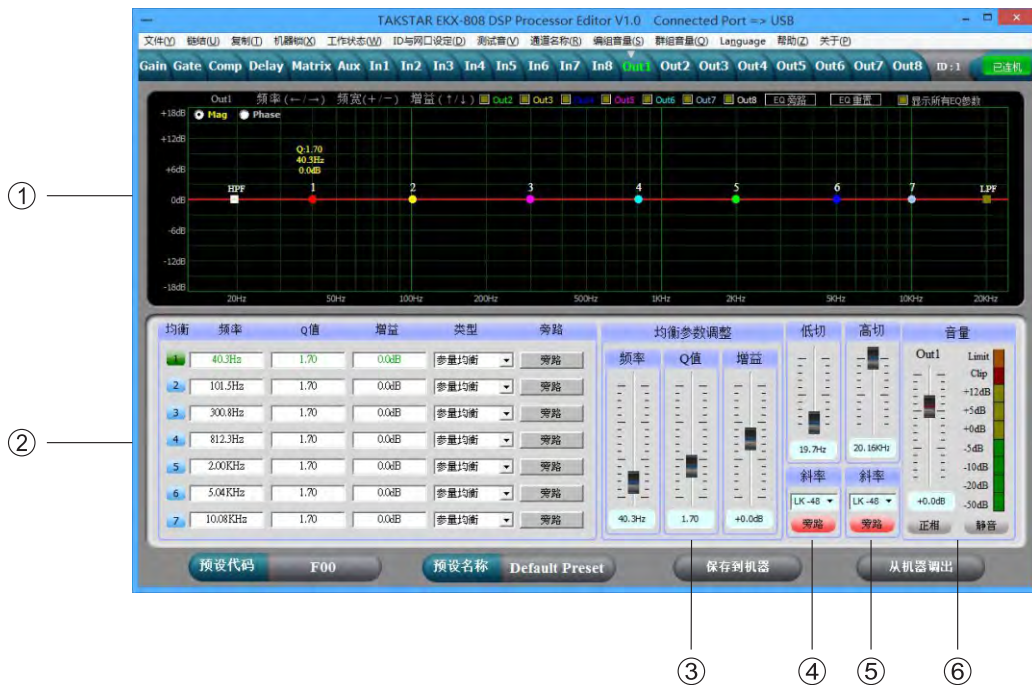 TAKSTAR EKX-808 DSP Processor Editor V1.0 Connected Port => USB
文件(Y) 链结(U) 复制(T) 机器锁(X) 工作状态(W) ID与网口设定(D) 测试音(V) 通道名称(R) 编组音量(S) 群组音量(Q) Language 帮助(Z) 关于(P)
Gain Gate Comp Delay Matrix Aux In1 In2 In3 In4 In5 In6 In7 In8 Out1 Out2 Out3 Out4 Out5 Out6 Out7 Out8 ID:1 已连机
Out1 频率(←/→) 频宽(+/-) 增益(↑/↓) Out2 Out3 Out4 Out5 Out6 Out7 Out8 EQ旁路 EQ重置 显示所有EQ参数
+18dB Mag Phase
+12dB
Q:1.70
40.3Hz
+6dB 0.0dB
HPF 1 2 3 4 5 6 7 LPF
0dB
-6dB
-12dB
-18dB
20Hz 50Hz 100Hz 200Hz 500Hz 1KHz 2KHz 5KHz 10KHz 20KHz
①
均衡 频率 Q值 增益 类型 旁路
1 40.3Hz 1.70 0.0dB 参量均衡 旁路
2 101.5Hz 1.70 0.0dB 参量均衡 旁路
3 300.8Hz 1.70 0.0dB 参量均衡 旁路
4 812.3Hz 1.70 0.0dB 参量均衡 旁路
5 2.00KHz 1.70 0.0dB 参量均衡 旁路
6 5.04KHz 1.70 0.0dB 参量均衡 旁路
7 10.08KHz 1.70 0.0dB 参量均衡 旁路
②
均衡参数调整
频率 Q值 增益
40.3Hz 1.70 +0.0dB
低切
19.7Hz
斜率
LK-48
旁路
高切
20.16KHz
斜率
LK-48
旁路
音量
Out1
Limit
Clip
+12dB
+5dB
+0dB
-5dB
-10dB
-20dB
-50dB
+0.0dB
正相 静音
预设代码 F00 预设名称 Default Preset 保存到机器 从机器调出
③ ④ ⑤ ⑥